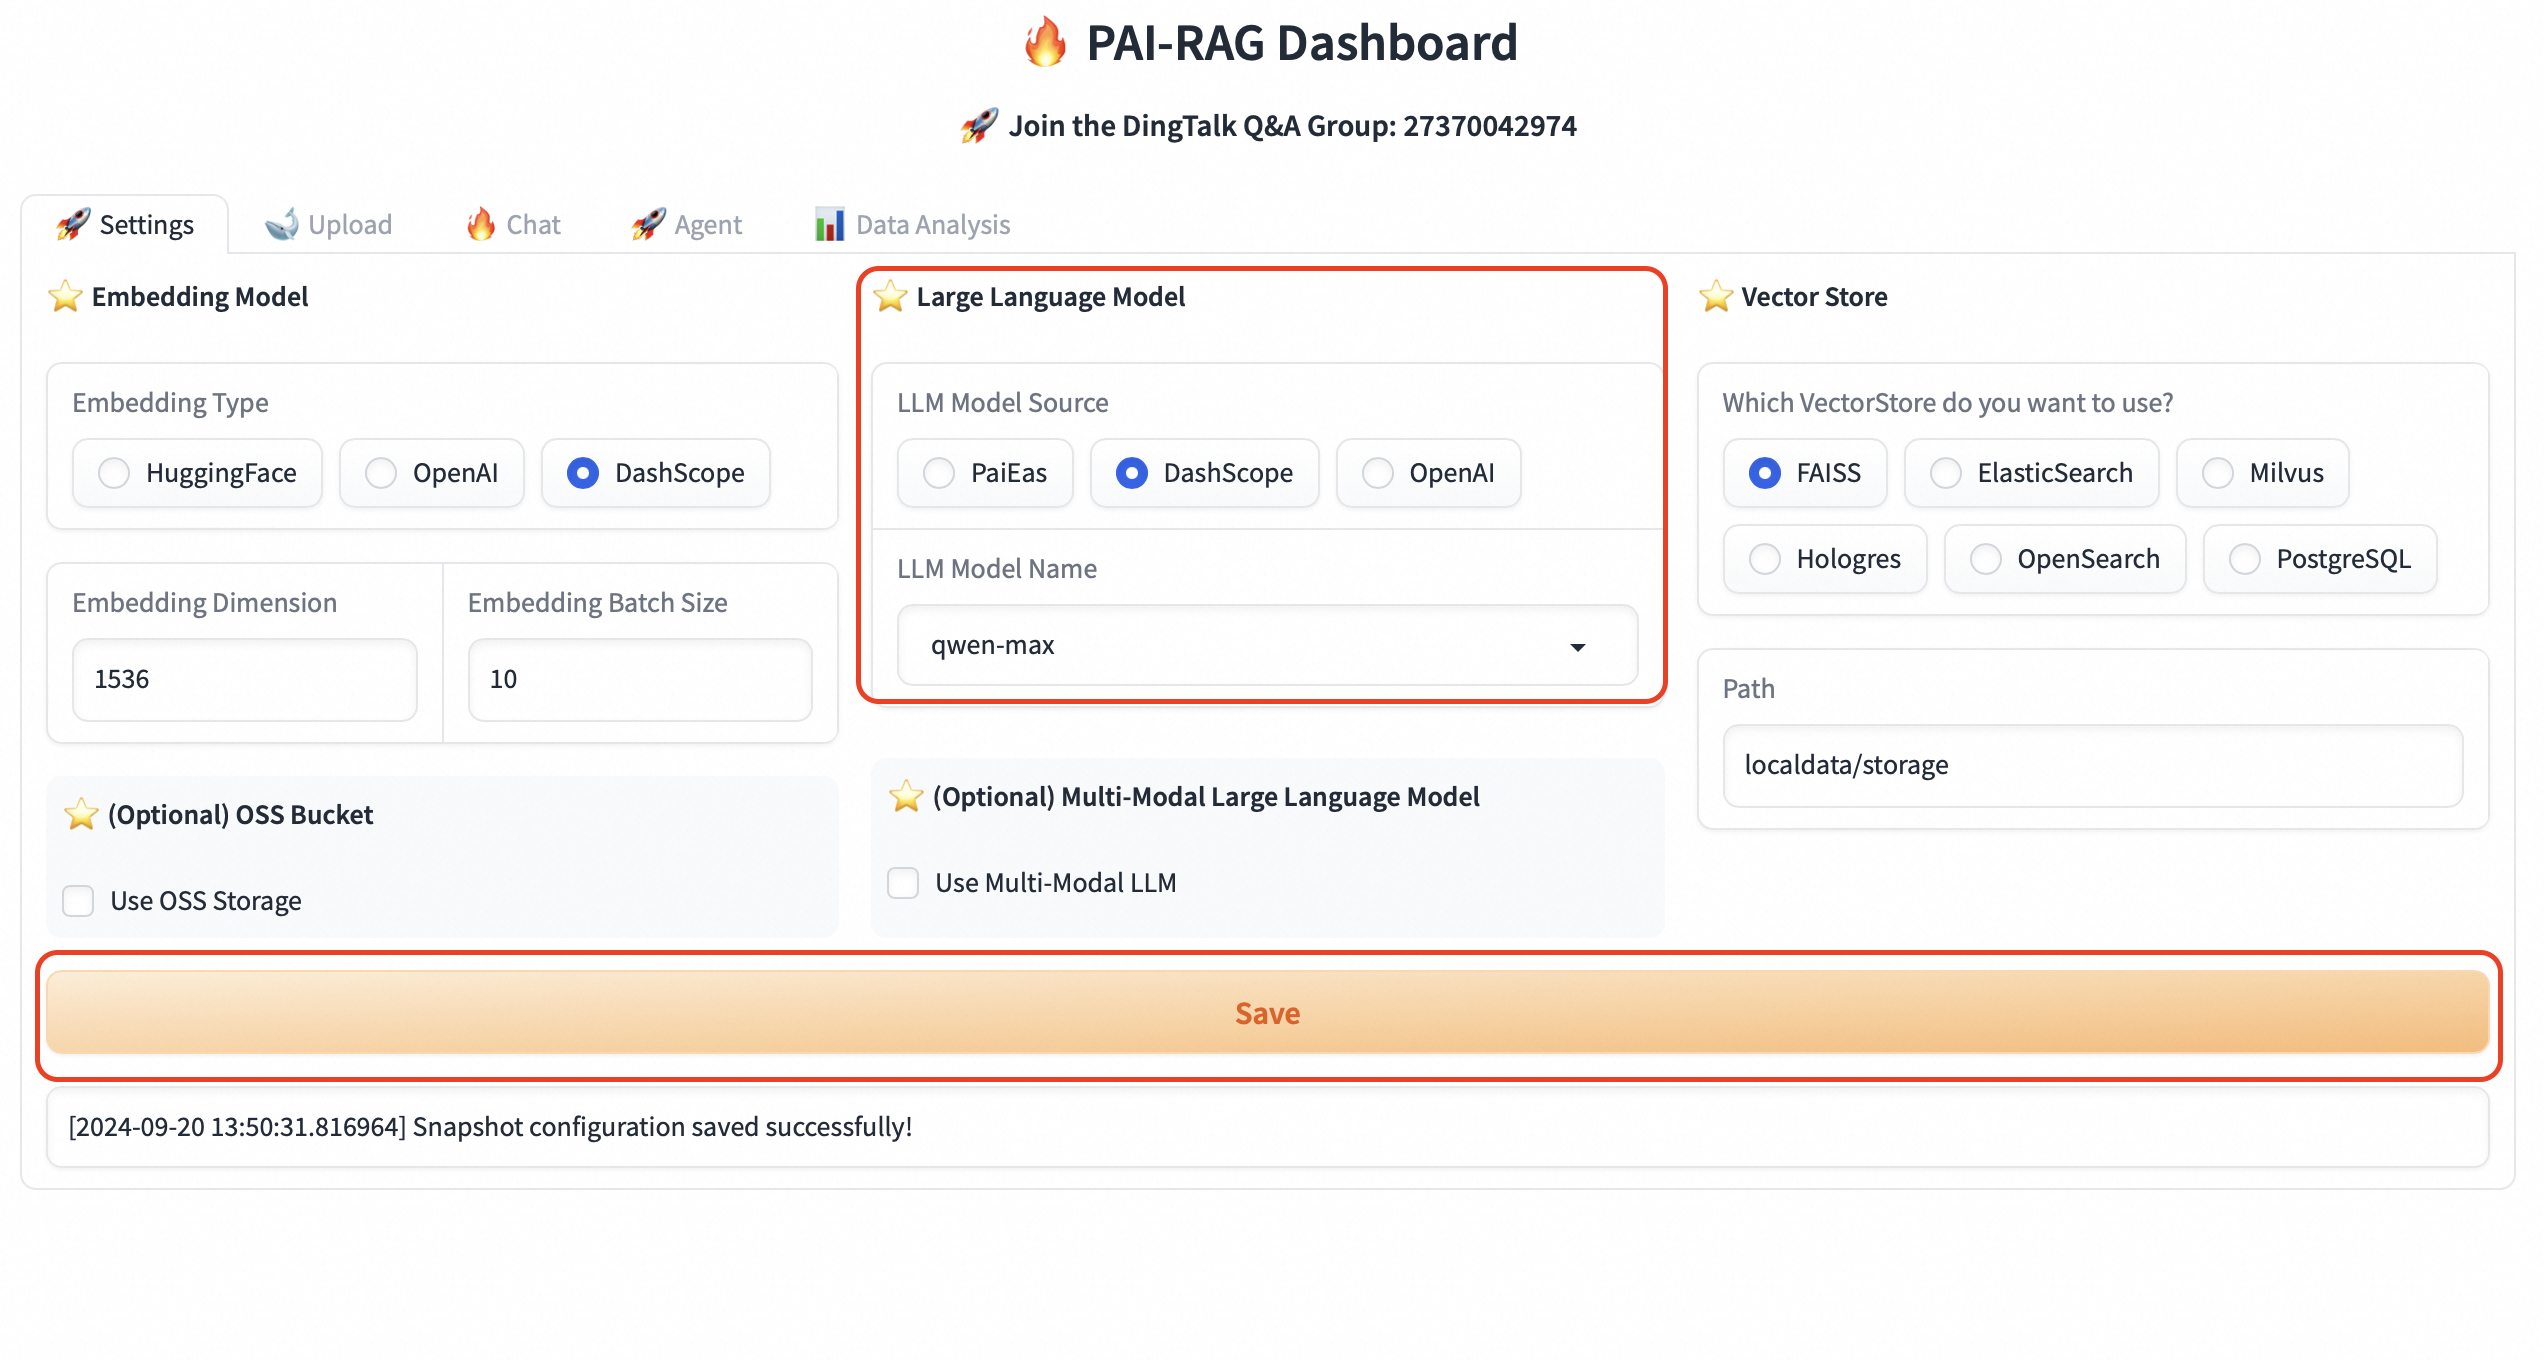 PAI-RAG Dashboard
Join the DingTalk Q&A Group: 27370042974
Settings
Upload
Chat
Agent
Data Analysis
Embedding Model
Embedding Type
HuggingFace
OpenAI
DashScope
Embedding Dimension
1536
Embedding Batch Size
10
(Optional) OSS Bucket
Use OSS Storage
Large Language Model
LLM Model Source
PaiEas
DashScope
OpenAI
LLM Model Name
qwen-max
(Optional) Multi-Modal Large Language Model
Use Multi-Modal LLM
Vector Store
Which VectorStore do you want to use?
FAISS
ElasticSearch
Milvus
Hologres
OpenSearch
PostgreSQL
Path
localdata/storage
Save
[2024-09-20 13:50:31.816964] Snapshot configuration saved successfully!